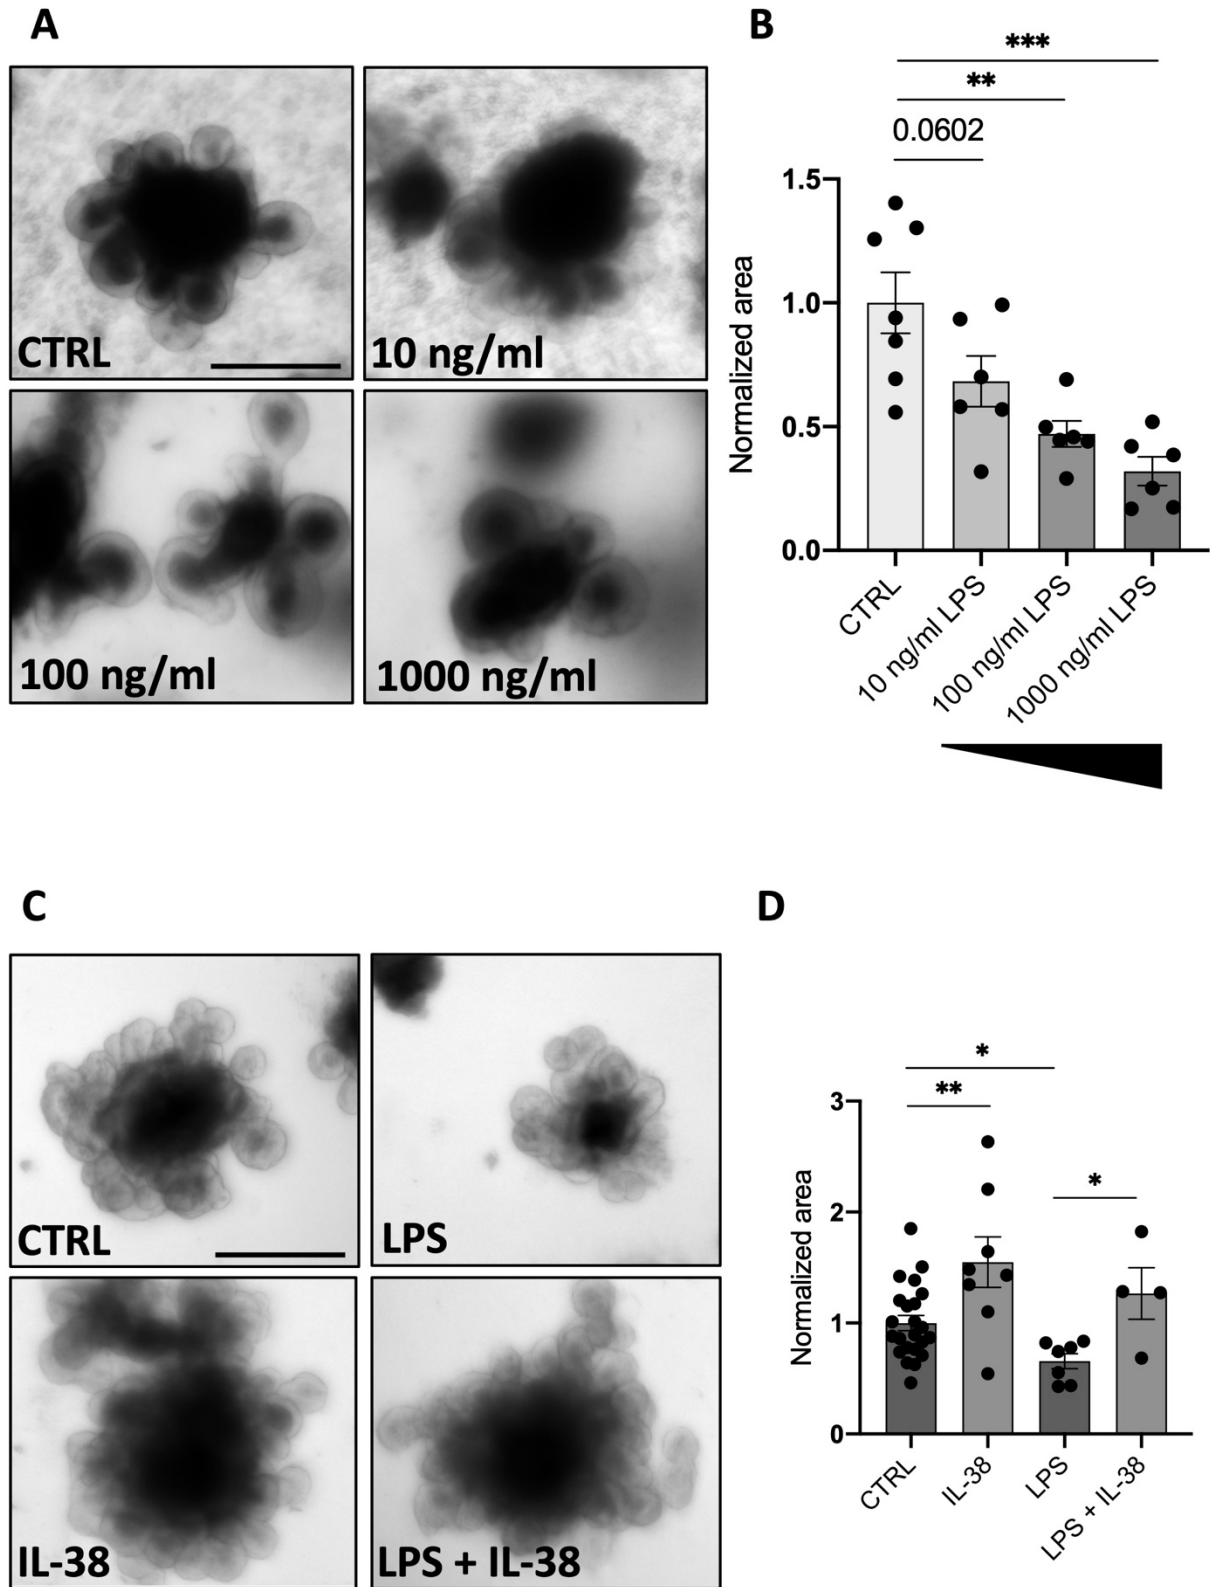 A
CTRL
10 ng/ml
100 ng/ml
1000 ng/ml
B
***
**
0.0602
1.5
1.0
0.5
0.0
Normalized area
CTRL
10 ng/ml LPS
100 ng/ml LPS
1000 ng/ml LPS
C
CTRL
LPS
IL-38
LPS + IL-38
D
*
**
*
3
2
1
0
Normalized area
CTRL
IL-38
LPS
LPS + IL-38